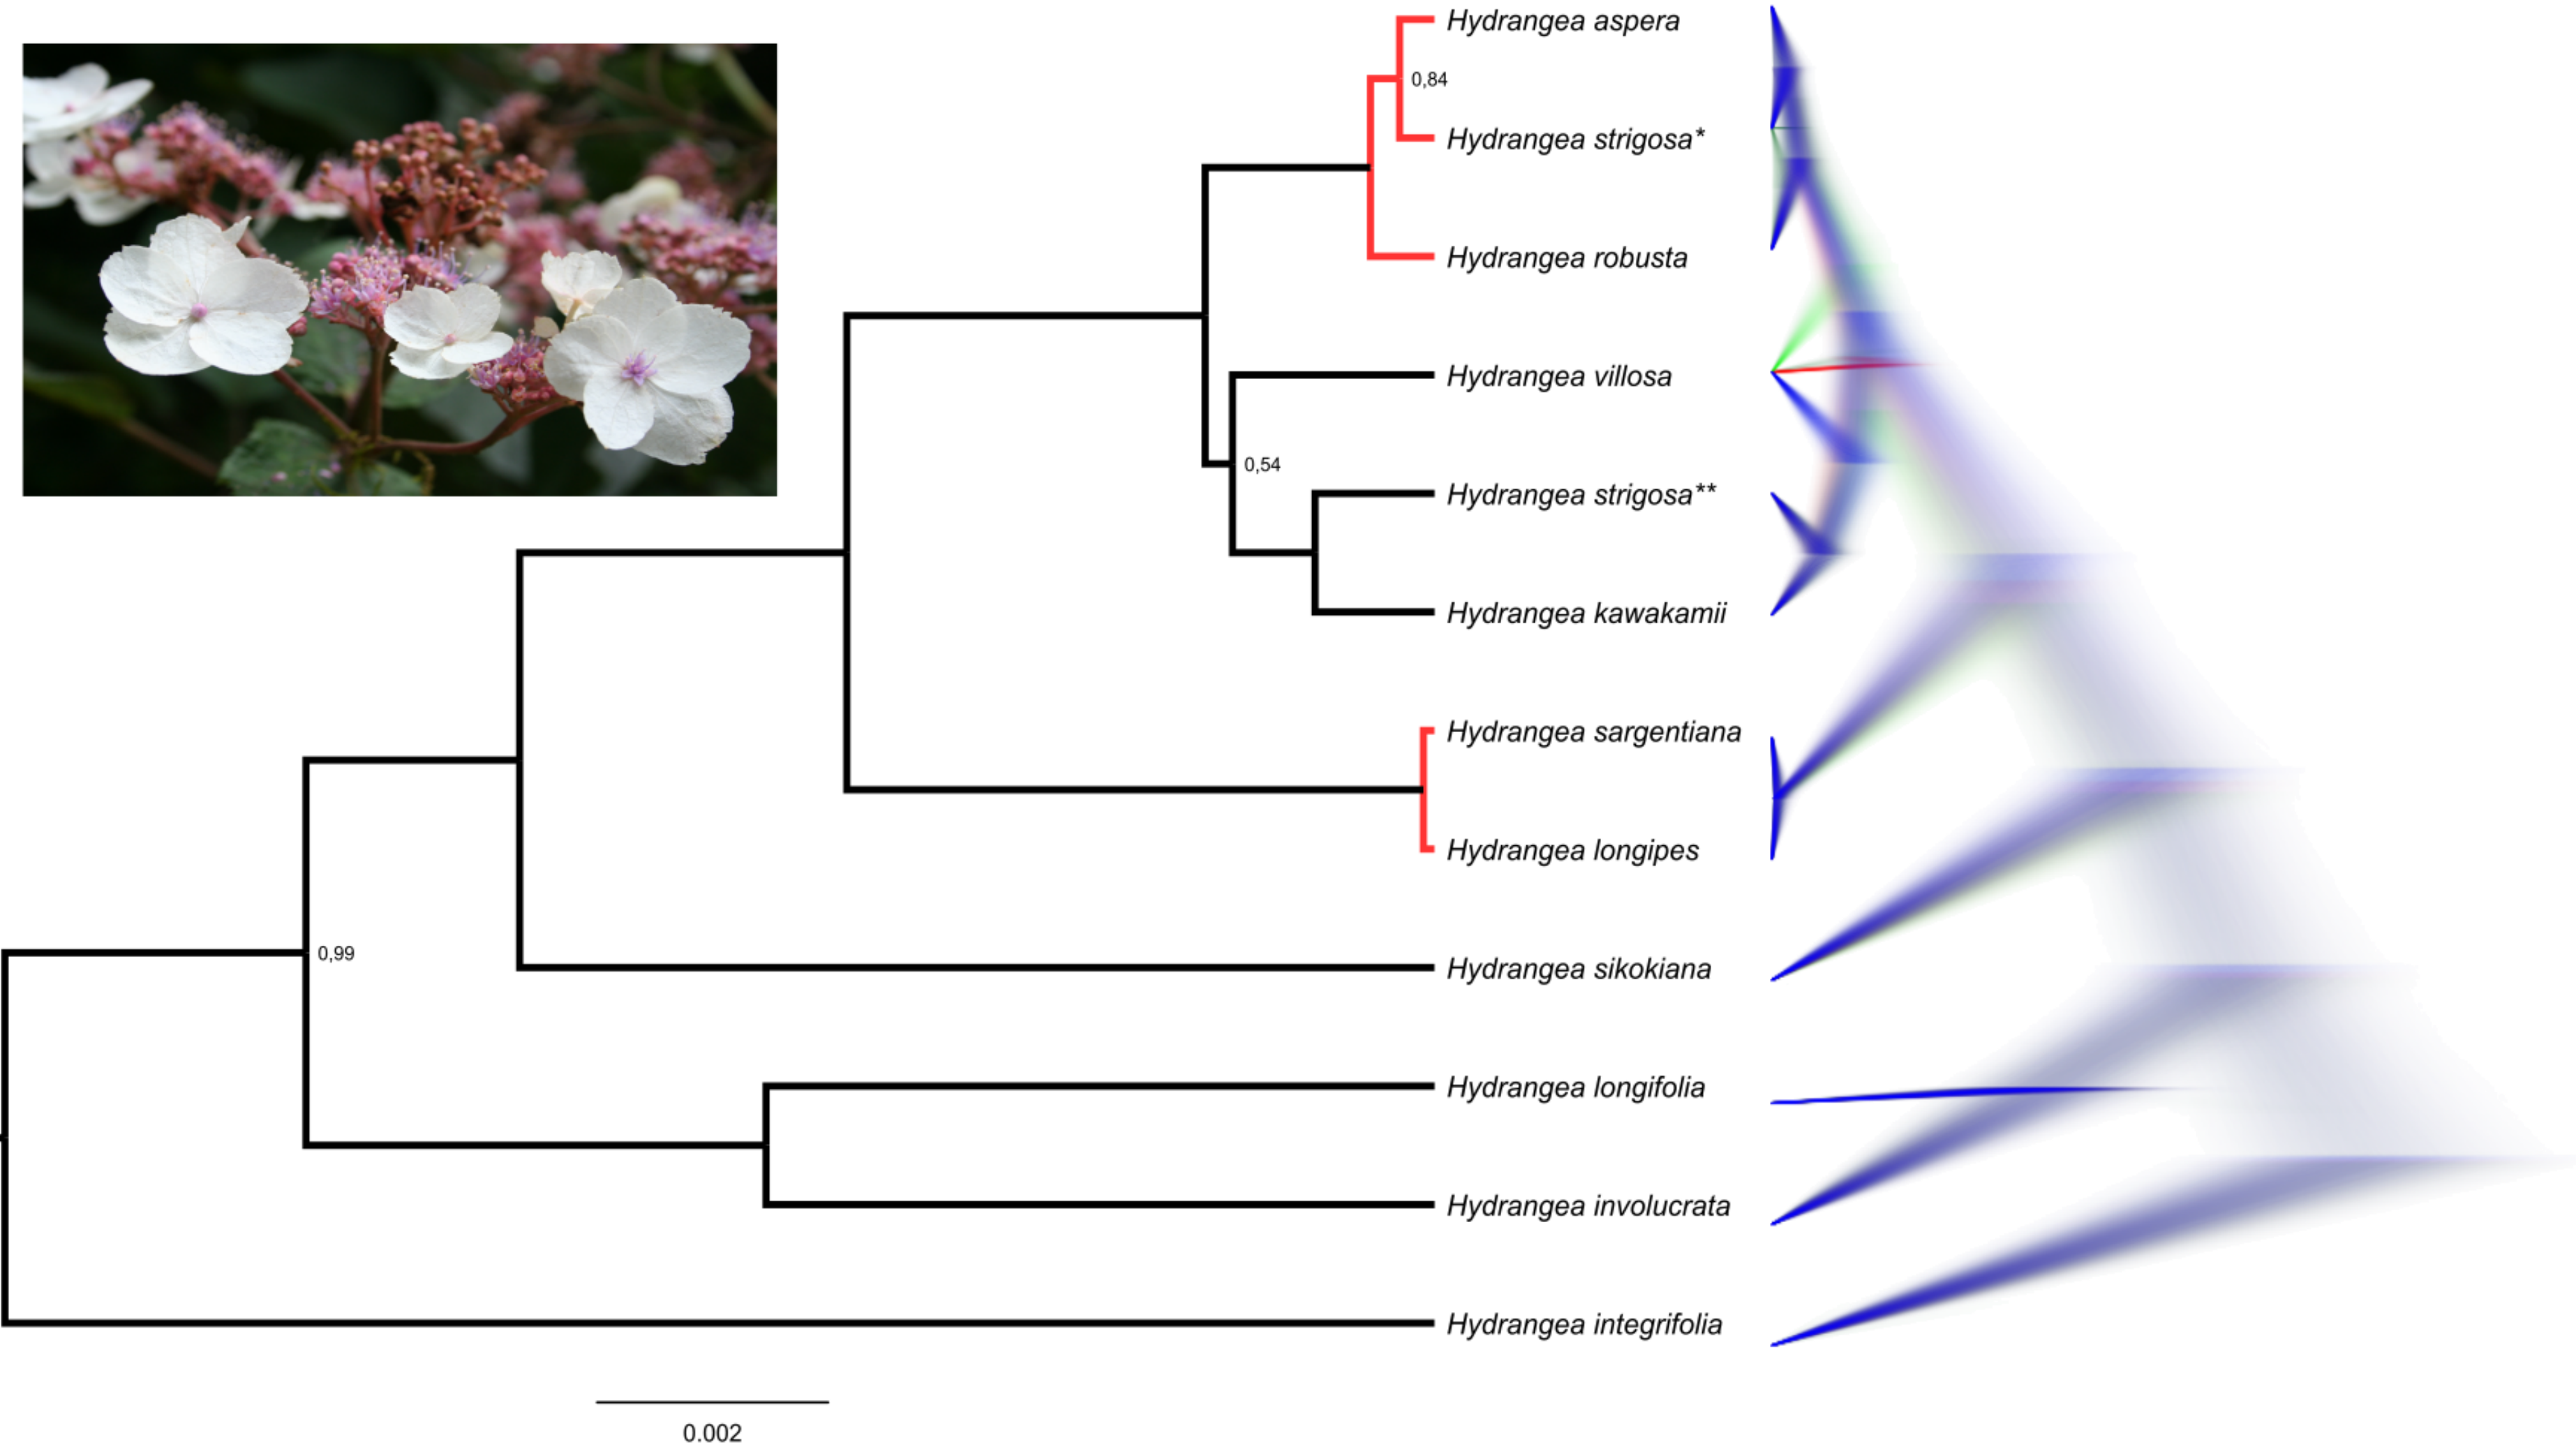 Hydrangea aspera
0,84
Hydrangea strigosa*
Hydrangea robusta
Hydrangea villosa
0,54
Hydrangea strigosa**
Hydrangea kawakamii
Hydrangea sargentiana
Hydrangea longipes
0,99
Hydrangea sikokiana
Hydrangea longifolia
Hydrangea involucrata
Hydrangea integrifolia
0.002